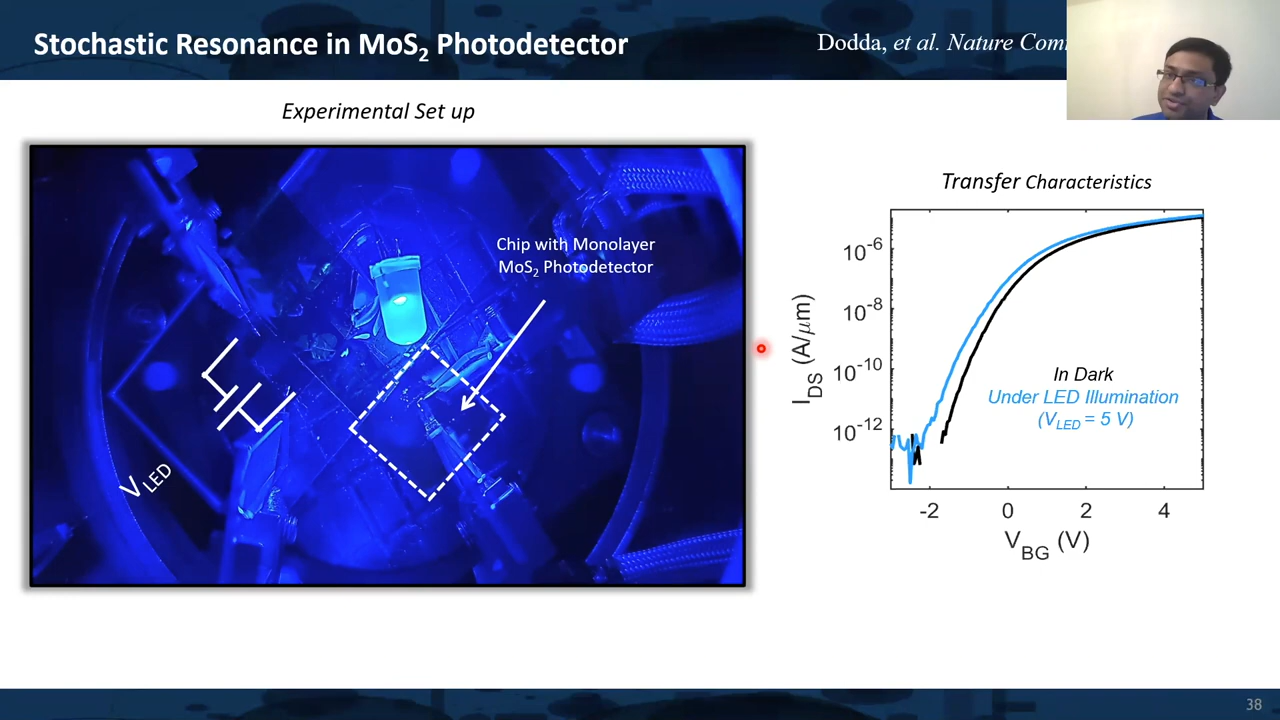 Stochastic Resonance in MoS₂ Photodetector
Dodda, et al. Nature
Experimental Set up
Chip with Monolayer
MoS₂ Photodetector
V_LED
Transfer Characteristics
I_DS (A/μm)
10⁻⁶
10⁻⁸
10⁻¹⁰
10⁻¹²
In Dark
Under LED Illumination
(V_LED = 5 V)
-2 0 2 4
V_BG (V)
38